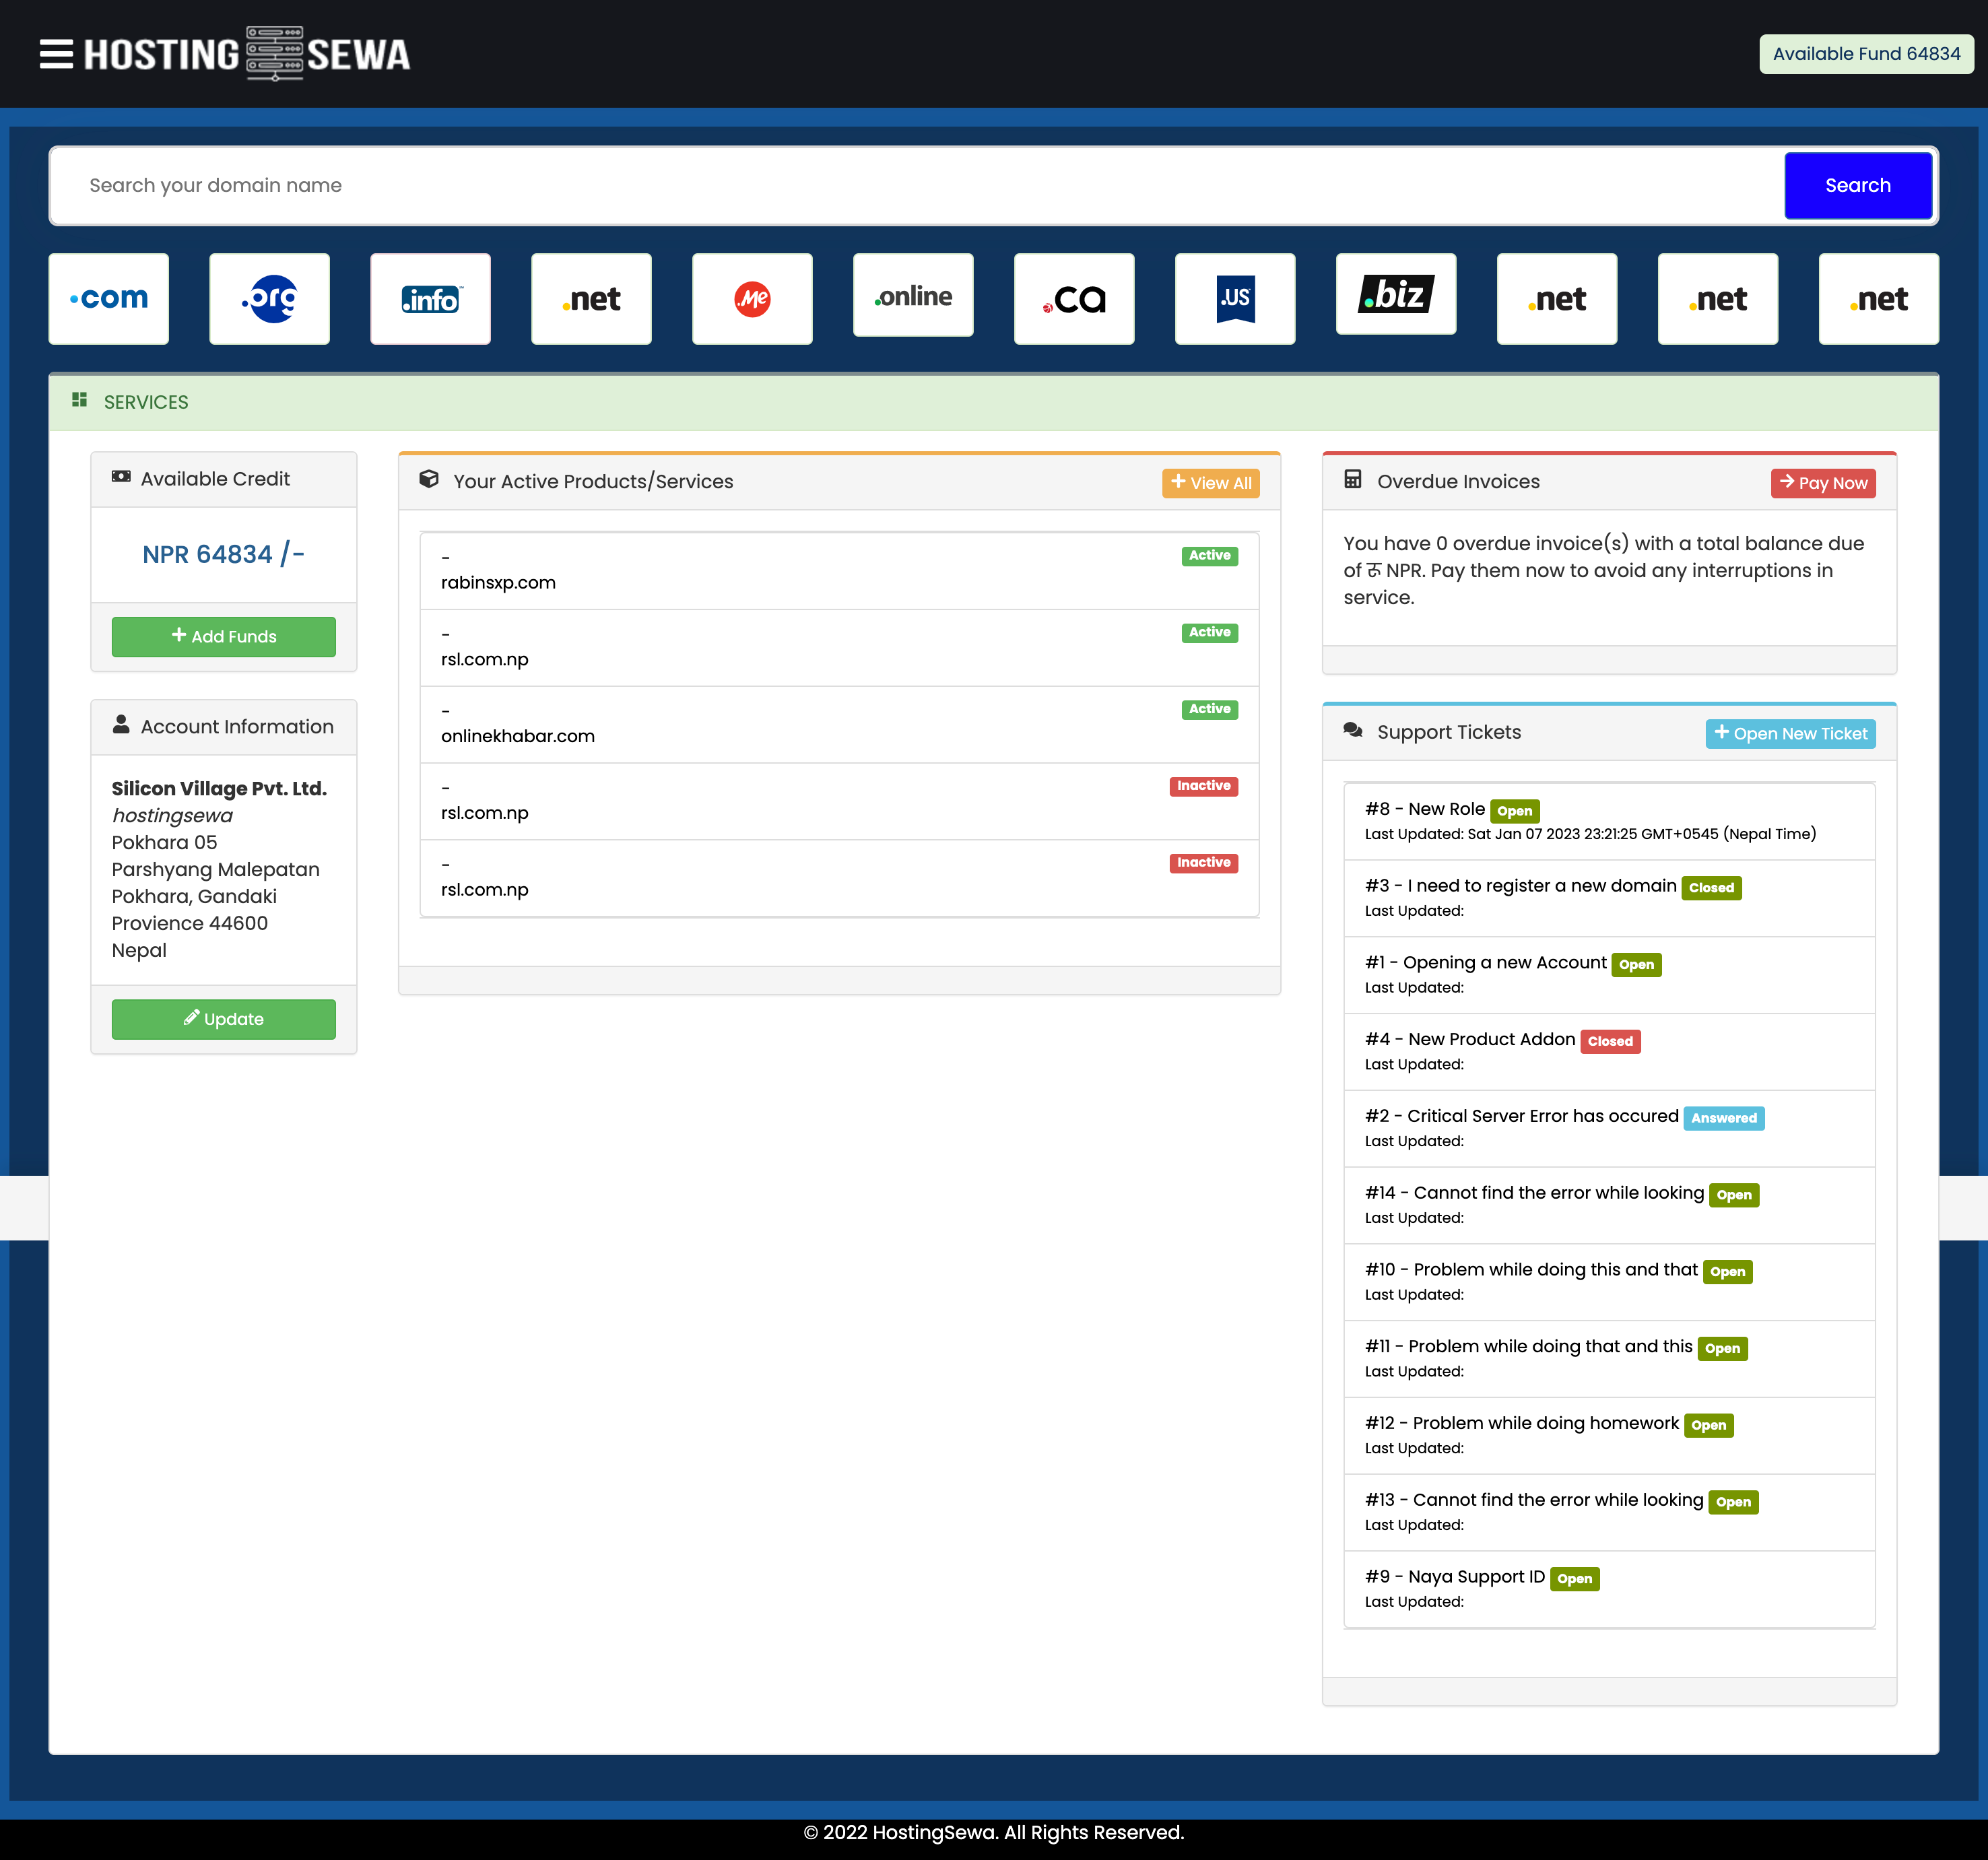 HOSTING SEWA
Available Fund 64834
Search your domain name
Search
.com
.org
.info
.net
.Me
.online
.ca
.US
.biz
.net
.net
.net
SERVICES
Available Credit
NPR 64834 /-
Add Funds
Account Information
Silicon Village Pvt. Ltd.
hostingsewa
Pokhara 05
Parshyang Malepatan
Pokhara, Gandaki
Provience 44600
Nepal
Update
Your Active Products/Services
View All
-
Active
rabinsxp.com
-
Active
rsl.com.np
-
Active
onlinekhabar.com
-
Inactive
rsl.com.np
-
Inactive
rsl.com.np
Overdue Invoices
Pay Now
You have 0 overdue invoice(s) with a total balance due
of रू NPR. Pay them now to avoid any interruptions in
service.
Support Tickets
Open New Ticket
#8 - New Role Open
Last Updated: Sat Jan 07 2023 23:21:25 GMT+0545 (Nepal Time)
#3 - I need to register a new domain Closed
Last Updated:
#1 - Opening a new Account Open
Last Updated:
#4 - New Product Addon Closed
Last Updated:
#2 - Critical Server Error has occured Answered
Last Updated:
#14 - Cannot find the error while looking Open
Last Updated:
#10 - Problem while doing this and that Open
Last Updated:
#11 - Problem while doing that and this Open
Last Updated:
#12 - Problem while doing homework Open
Last Updated:
#13 - Cannot find the error while looking Open
Last Updated:
#9 - Naya Support ID Open
Last Updated:
© 2022 HostingSewa. All Rights Reserved.